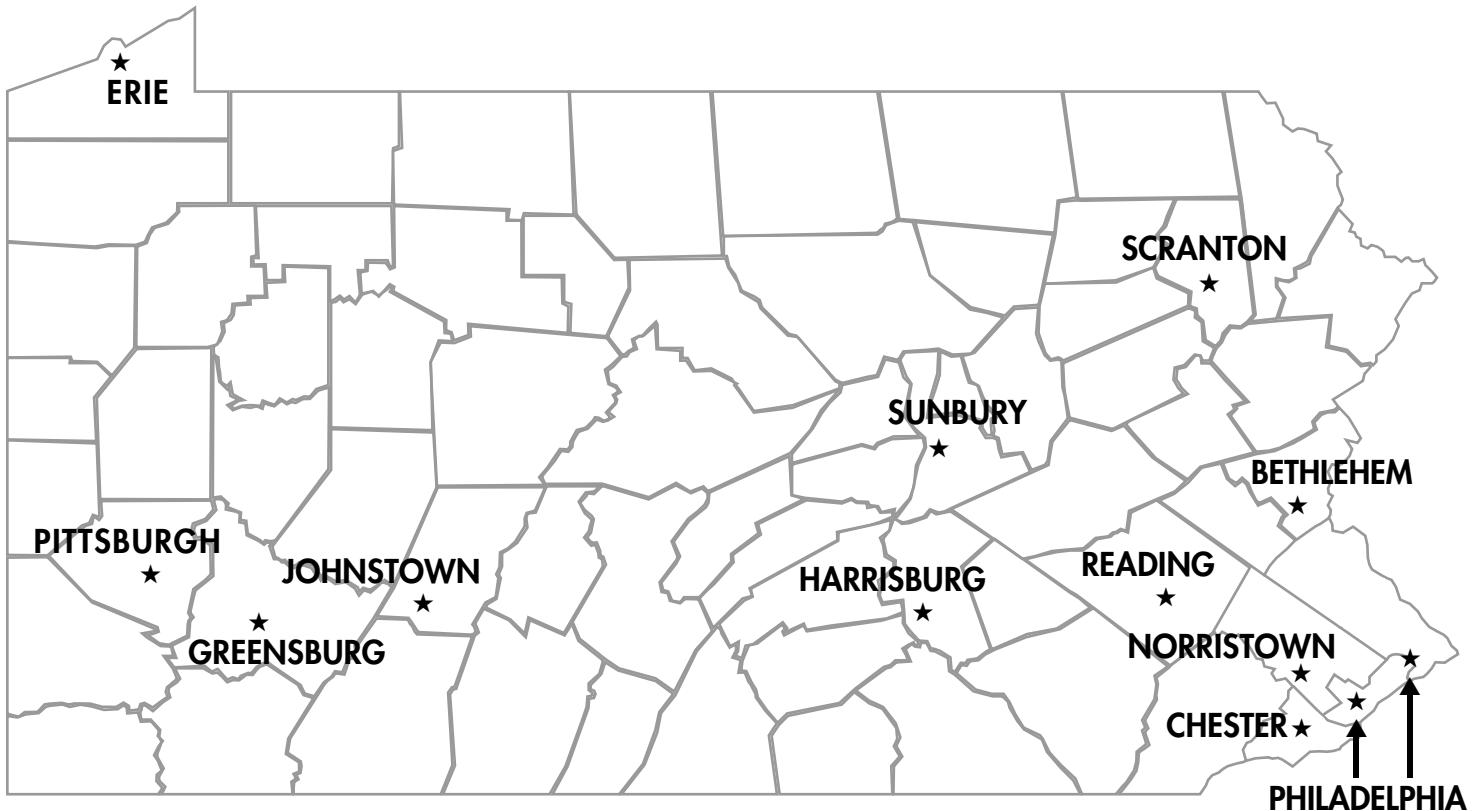 ERIE
SCRANTON
SUNBURY
BETHLEHEM
PITTSBURGH
JOHNSTOWN
HARRISBURG
READING
GREENSBURG
NORRISTOWN
CHESTER
PHILADELPHIA